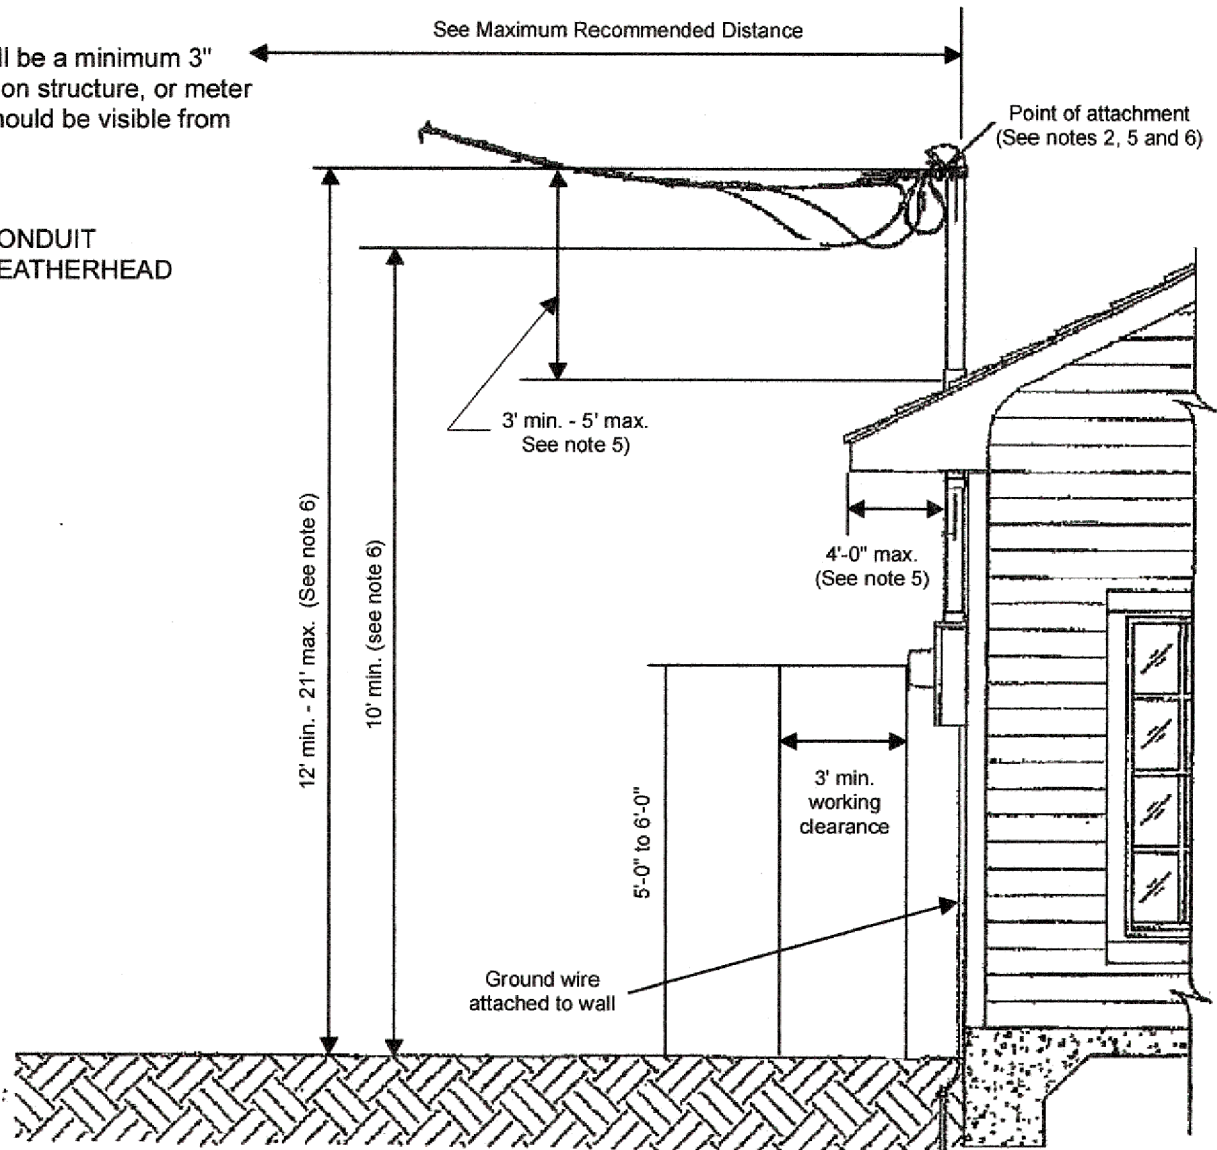 See Maximum Recommended Distance
ll be a minimum 3"
on structure, or meter
hould be visible from
Point of attachment
(See notes 2, 5 and 6)
ONDUIT
EATHERHEAD
3' min. - 5' max.
See note 5)
12' min. - 21' max. (See note 6)
10' min. (see note 6)
4'-0" max.
(See note 5)
5'-0" to 6'-0"
3' min.
working
clearance
Ground wire
attached to wall